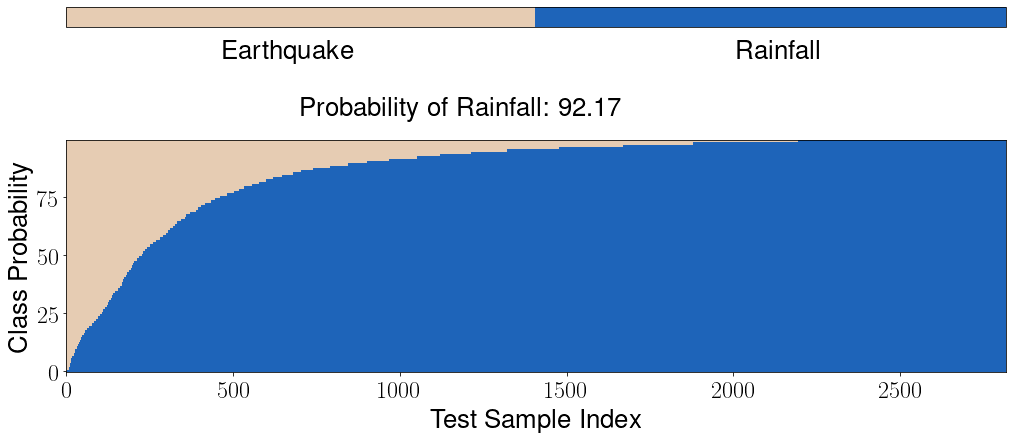 Earthquake Rainfall
Probability of Rainfall: 92.17
Class Probability
75
50
25
0
0 500 1000 1500 2000 2500
Test Sample Index